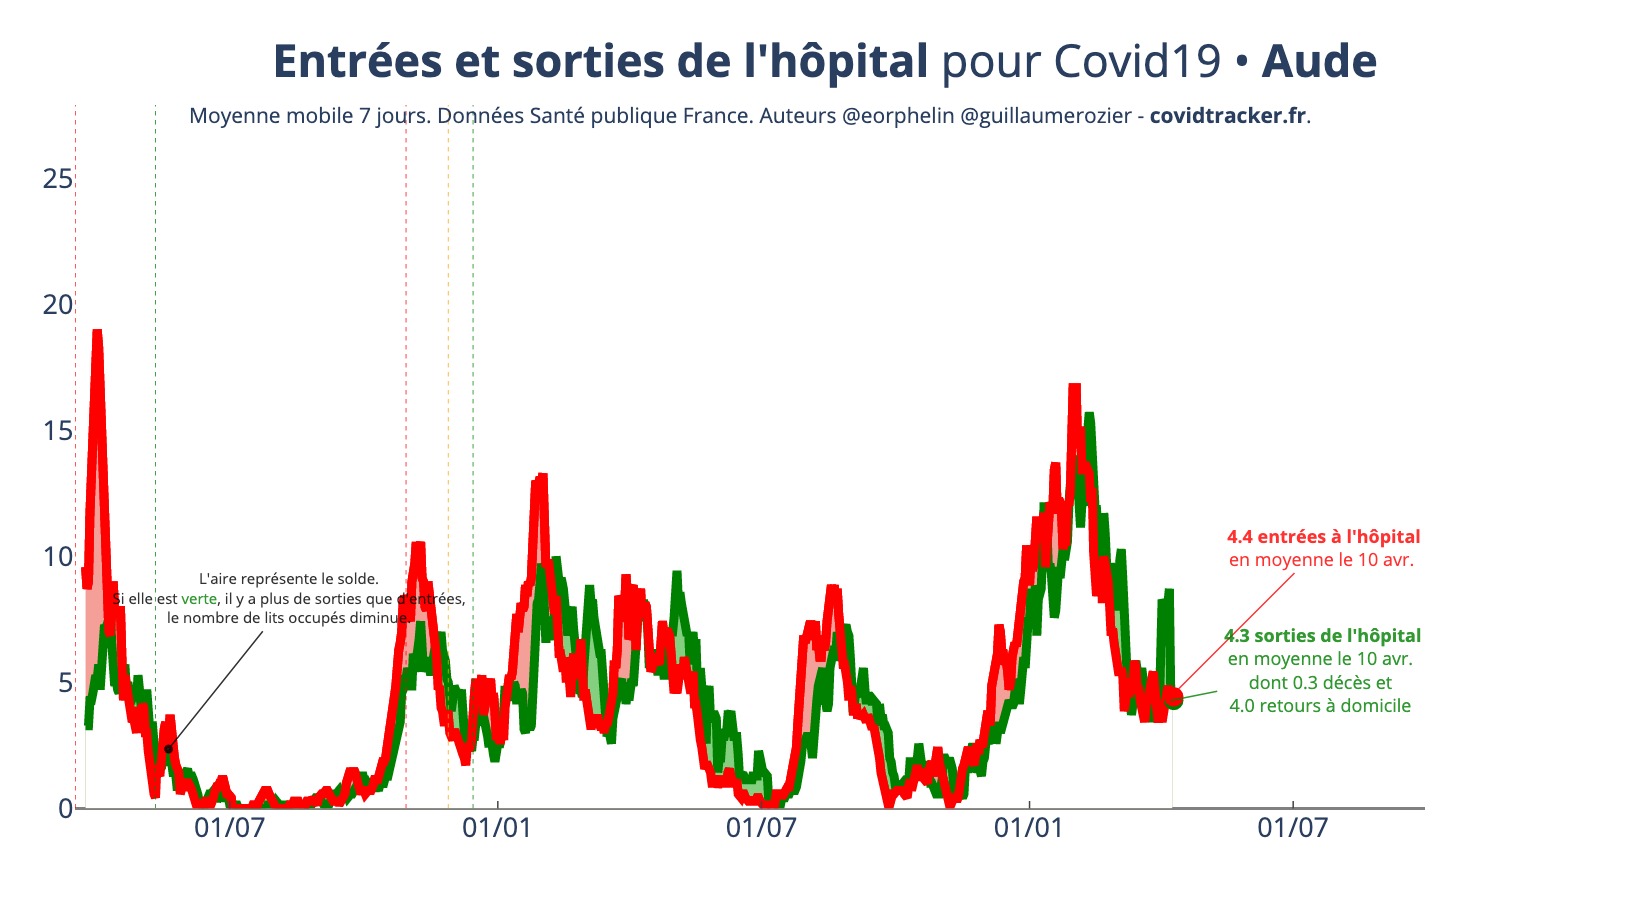 Entrées et sorties de l'hôpital pour Covid19 • Aude
Moyenne mobile 7 jours. Données Santé publique France. Auteurs @eorphelin @guillaumerozier - covidtracker.fr.
25
20
15
10
5
0
L'aire représente le solde.
Si elle est verte, il y a plus de sorties que d'entrées,
le nombre de lits occupés diminue.
4.4 entrées à l'hôpital
en moyenne le 10 avr.
4.3 sorties de l'hôpital
en moyenne le 10 avr.
dont 0.3 décès et
4.0 retours à domicile
01/07
01/01
01/07
01/01
01/07